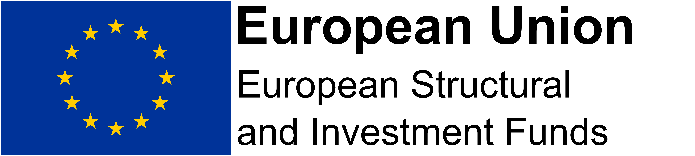 European Union
European Structural
and Investment Funds